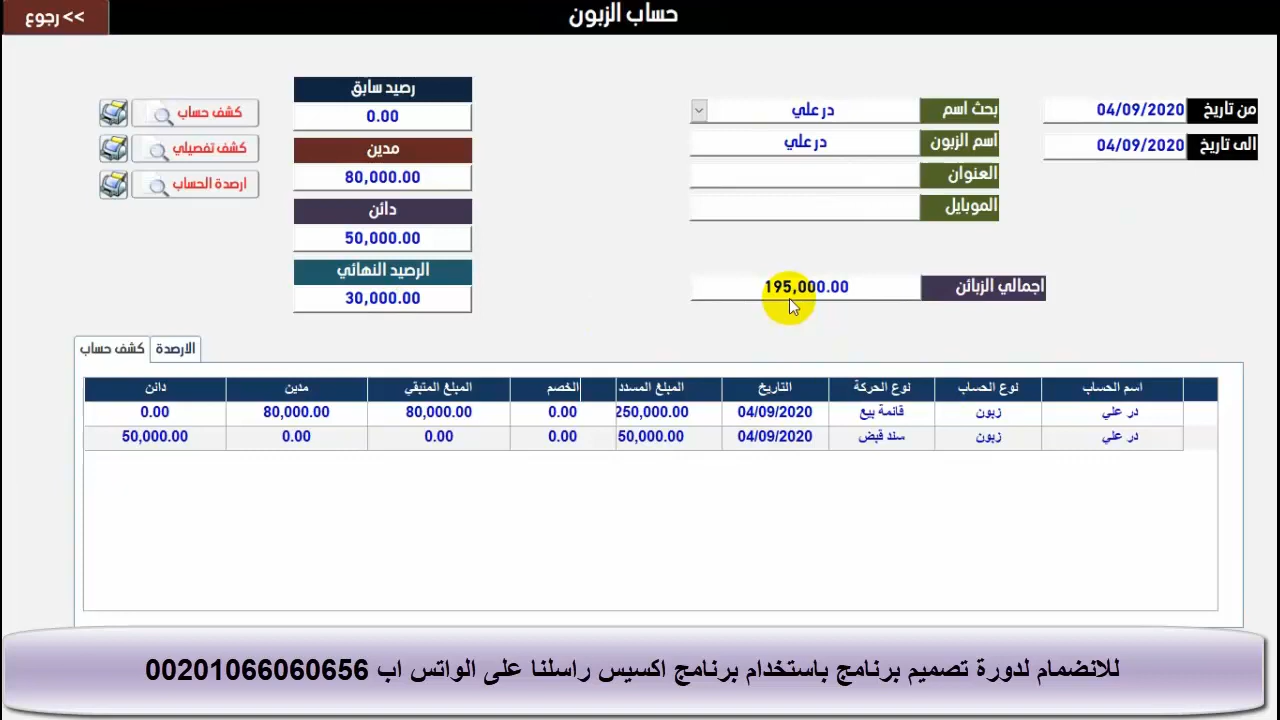 حساب الزبون
>> رجوع
من تاريخ 04/09/2020
الى تاريخ 04/09/2020
بحث اسم در علي
اسم الزبون در علي
العنوان
الموبايل
اجمالي الزبائن 195,000.00
رصيد سابق
0.00
مدين
80,000.00
دائن
50,000.00
الرصيد النهائي
30,000.00
كشف حساب
كشف تفصيلي
ارصدة الحساب
الارصدة كشف حساب
اسم الحساب نوع الحساب نوع الحركة التاريخ المبلغ المسدد الخصم المبلغ المتبقي مدين دائن
در علي زبون قائمة بيع 04/09/2020 250,000.00 0.00 80,000.00 80,000.00 0.00
در علي زبون سند قبض 04/09/2020 50,000.00 0.00 0.00 0.00 50,000.00
للانضمام لدورة تصميم برنامج باستخدام برنامج اكسيس راسلنا على الواتس اب 00201066060656